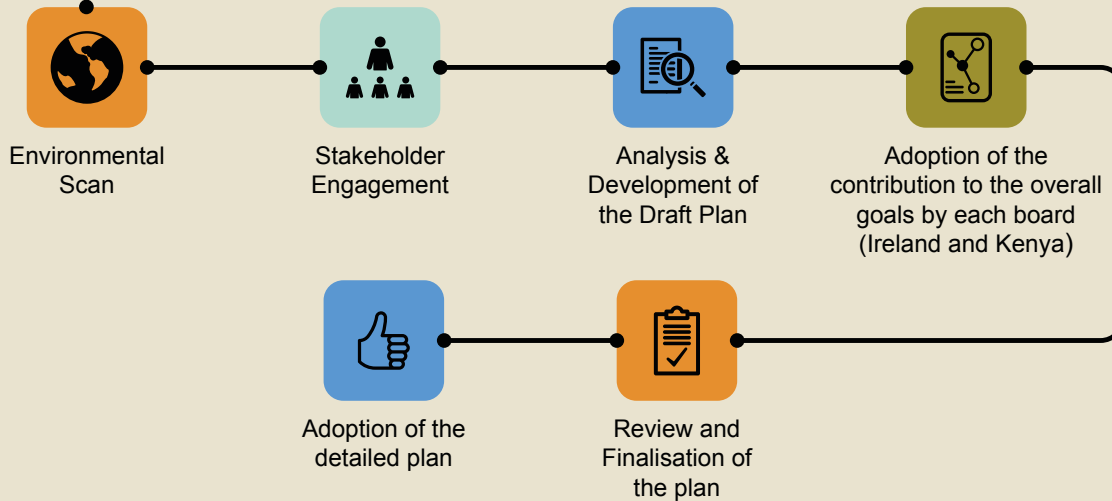 Environmental
Scan
Stakeholder
Engagement
Analysis &
Development of
the Draft Plan
Adoption of the
contribution to the overall
goals by each board
(Ireland and Kenya)
Adoption of the
detailed plan
Review and
Finalisation of
the plan